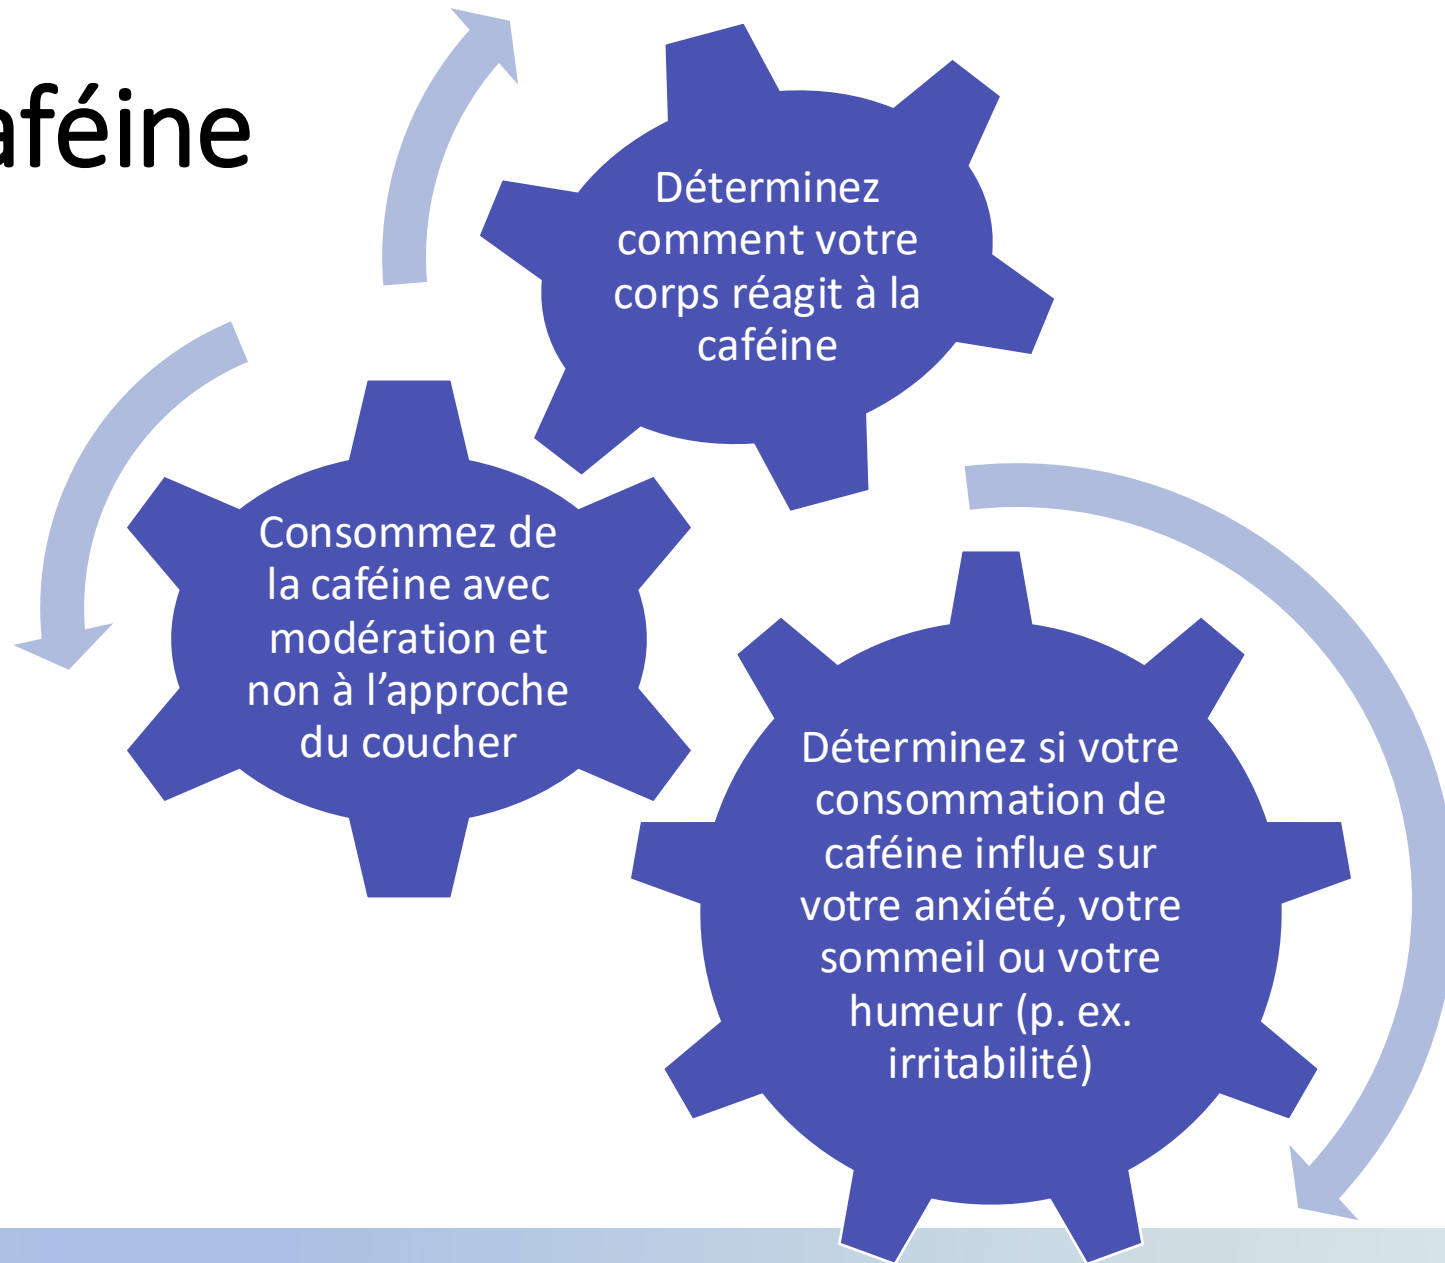 aféine
Déterminez
comment votre
corps réagit à la
caféine
Consommez de
la caféine avec
modération et
non à l’approche
du coucher
Déterminez si votre
consommation de
caféine influe sur
votre anxiété, votre
sommeil ou votre
humeur (p. ex.
irritabilité)